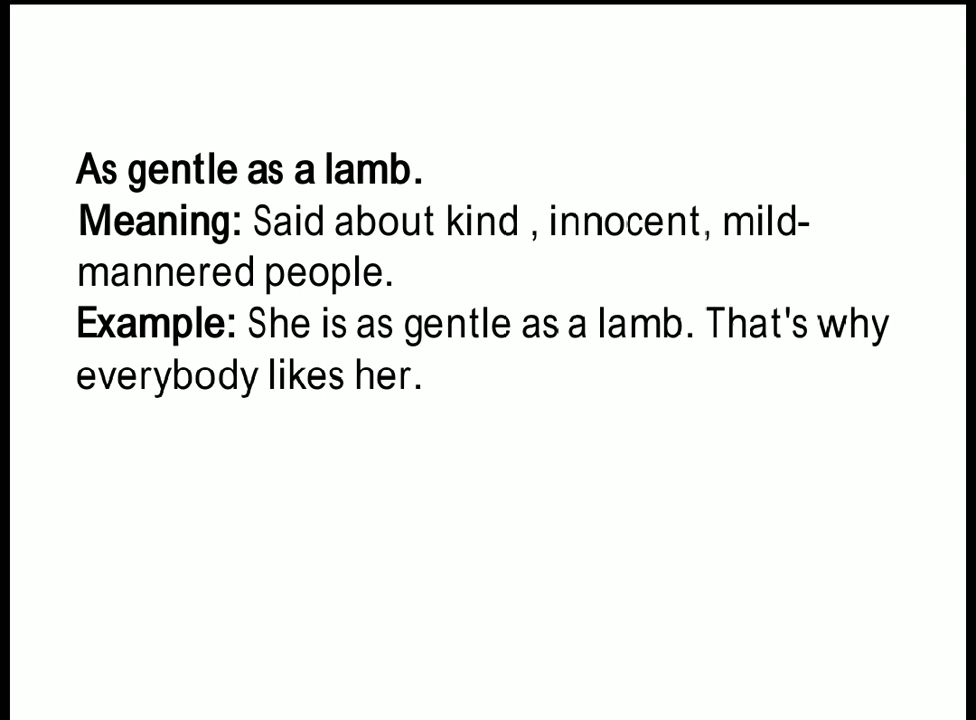 As gentle as a lamb.
Meaning: Said about kind , innocent, mild-
mannered people.
Example: She is as gentle as a lamb. That's why
everybody likes her.